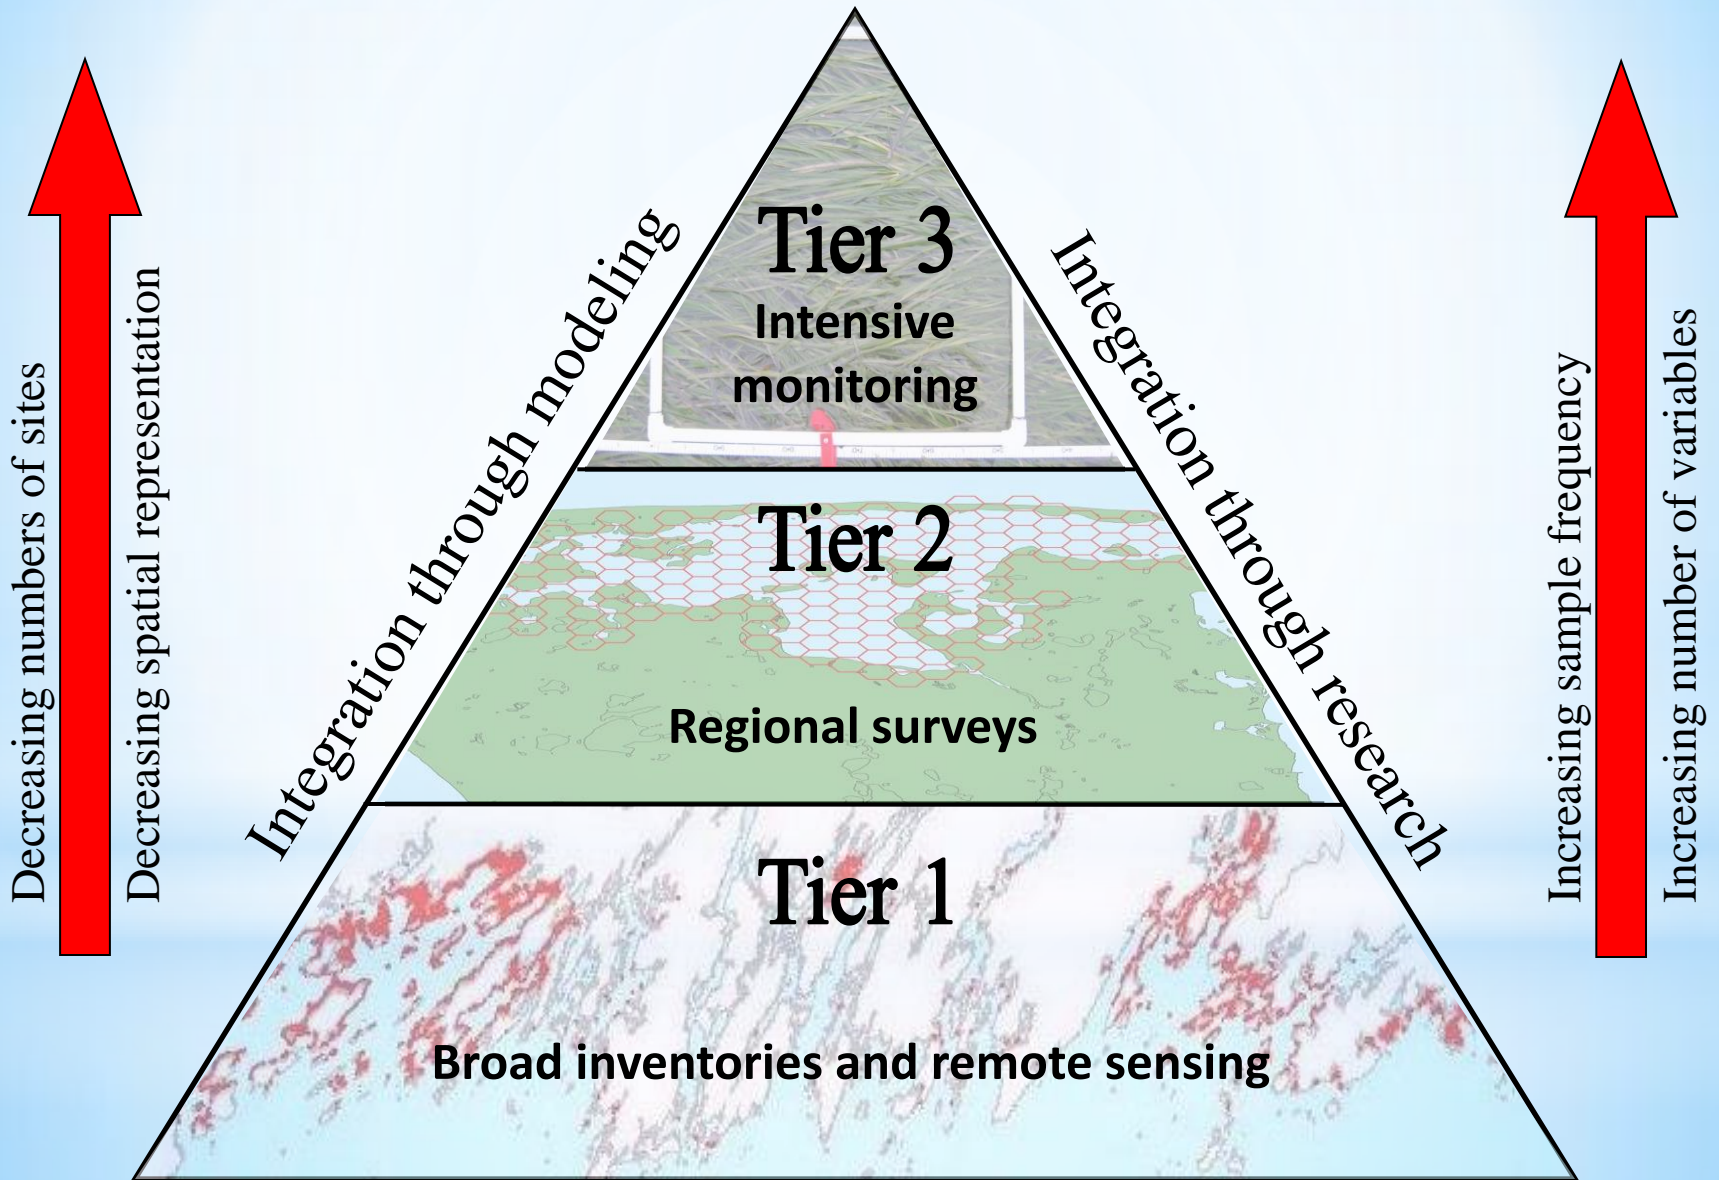 Decreasing numbers of sites
Decreasing spatial representation
Integration through modeling
Tier 3
Intensive
monitoring
Tier 2
Regional surveys
Tier 1
Broad inventories and remote sensing
Integration through research
Increasing sample frequency
Increasing number of variables